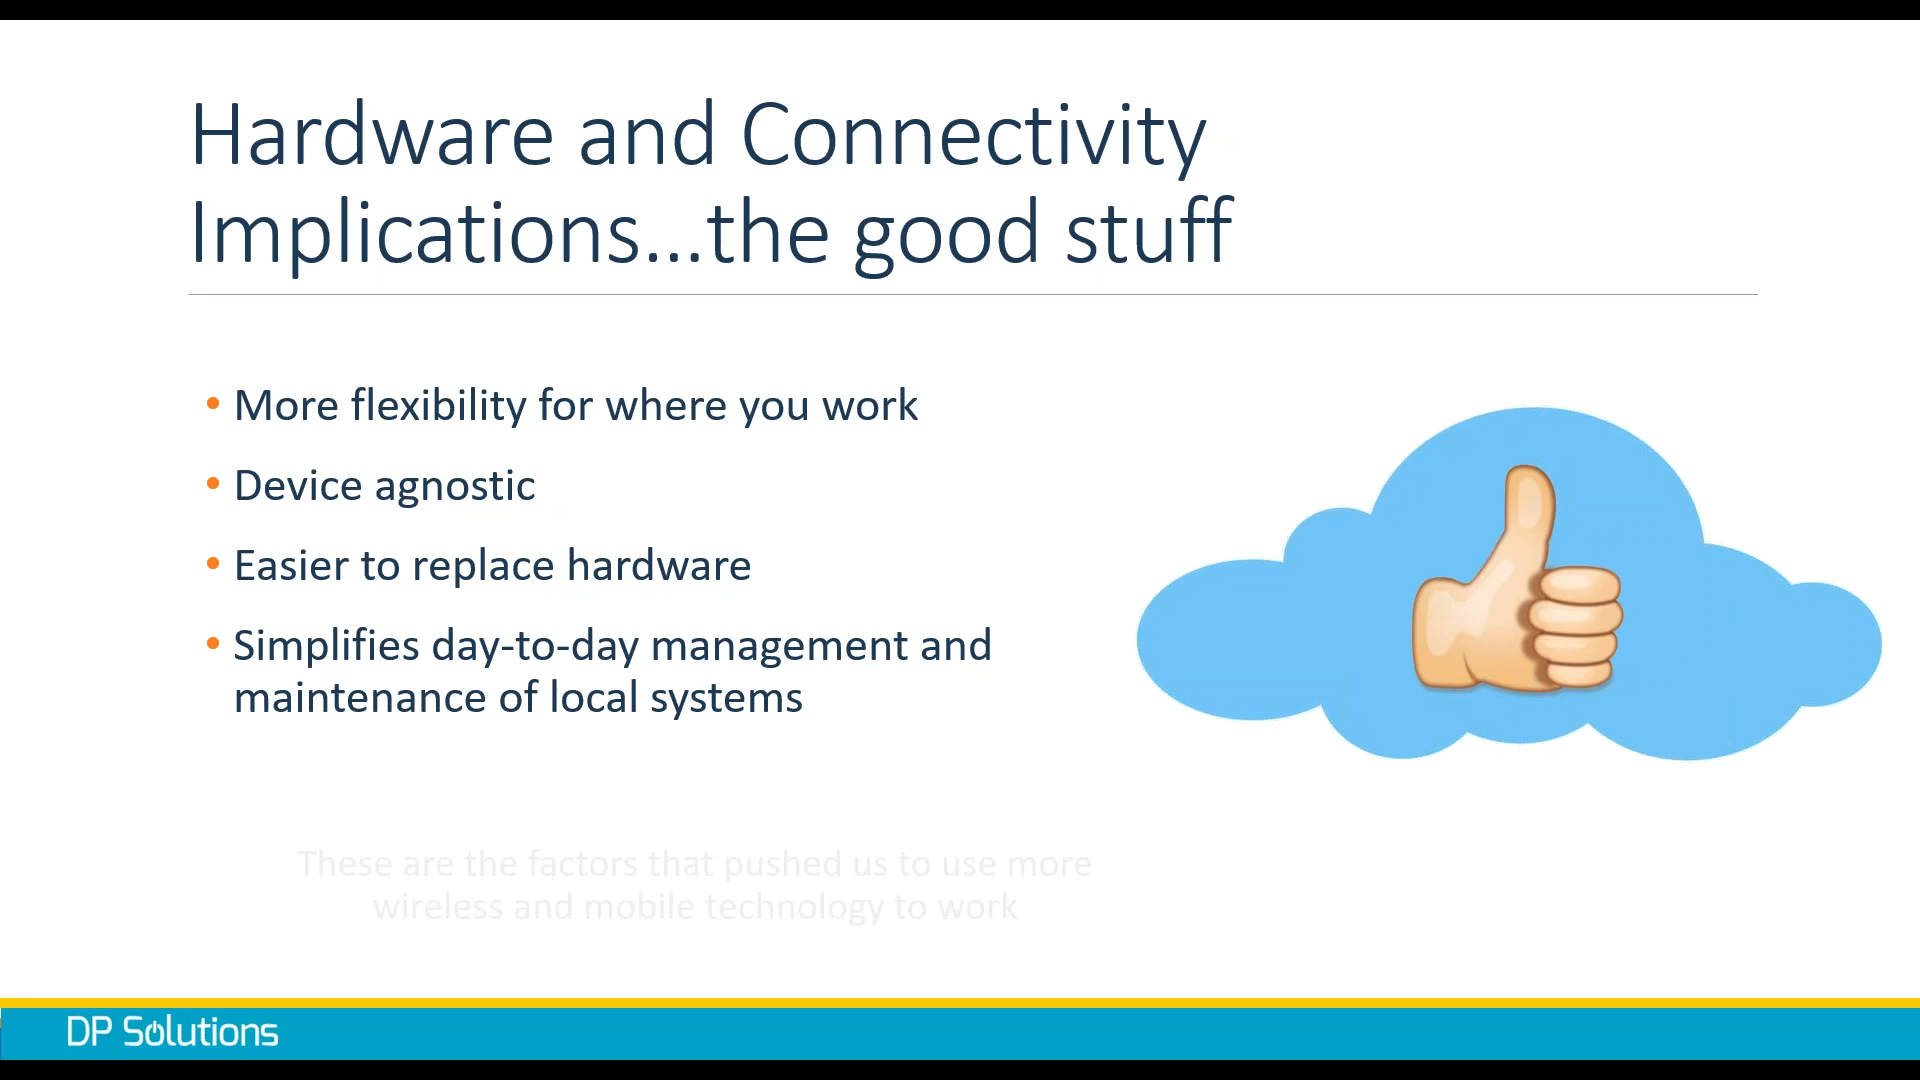 Hardware and Connectivity
Implications...the good stuff
• More flexibility for where you work
• Device agnostic
• Easier to replace hardware
• Simplifies day-to-day management and
maintenance of local systems
These are the factors that pushed us to use more
wireless and mobile technology to work
DP Solutions